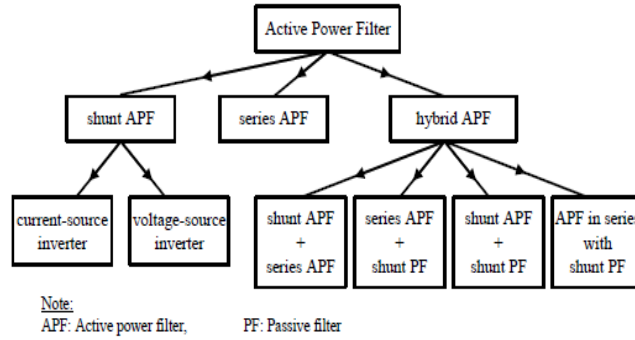 Active Power Filter
shunt APF
series APF
hybrid APF
current-source
inverter
voltage-source
inverter
shunt APF
+
series APF
series APF
+
shunt PF
shunt APF
+
shunt PF
APF in series
with
shunt PF
Note:
APF: Active power filter, PF: Passive filter